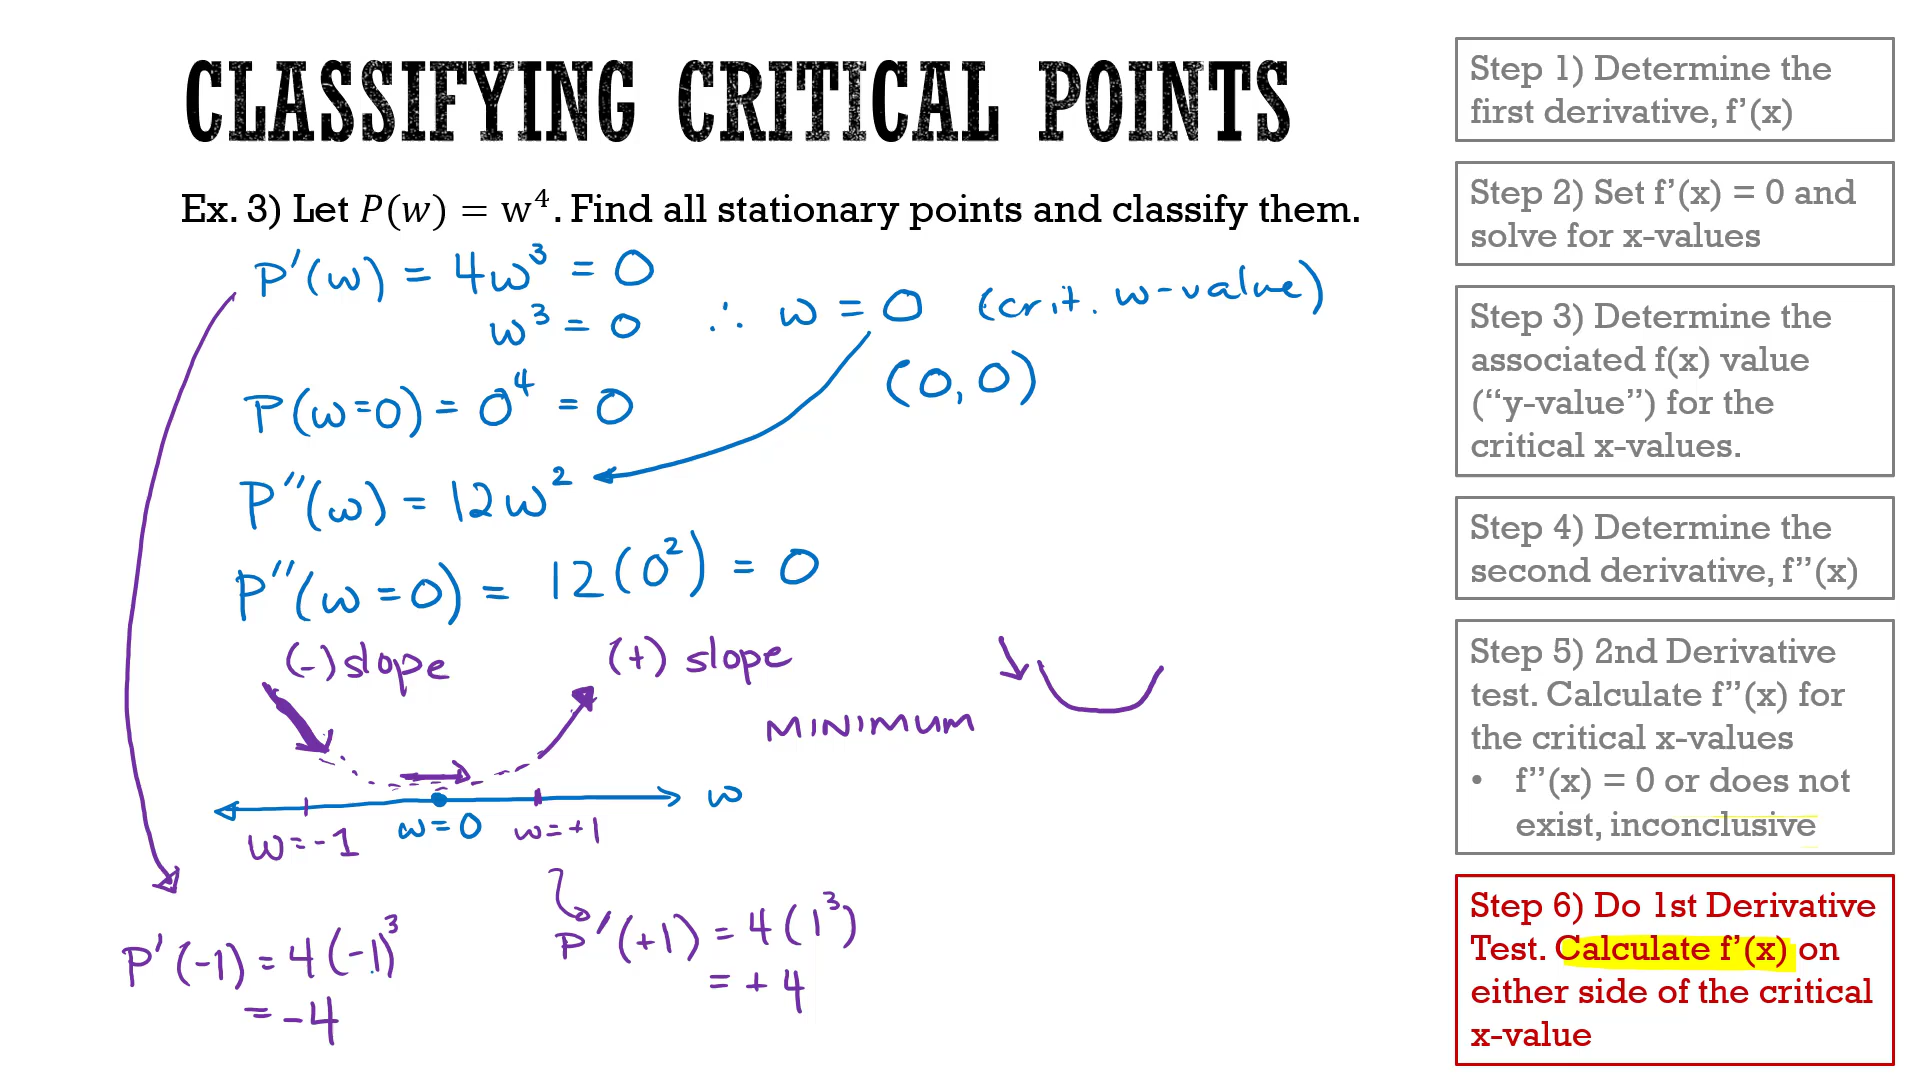 CLASSIFYING CRITICAL POINTS
Ex. 3) Let P(w) = w⁴. Find all stationary points and classify them.
P′(w) = 4w³ = 0
w³ = 0 ∴ w = 0 (crit. w-value)
(0,0)
P(w=0) = 0⁴ = 0
P″(w) = 12w²
P″(w=0) = 12(0²) = 0
(-) slope (+) slope
MINIMUM
w
w=-1 w=0 w=+1
P′(-1) = 4(-1)³
= -4
P′(+1) = 4(1³)
= +4
Step 1) Determine the
first derivative, f’(x)
Step 2) Set f’(x) = 0 and
solve for x-values
Step 3) Determine the
associated f(x) value
(“y-value”) for the
critical x-values.
Step 4) Determine the
second derivative, f’’(x)
Step 5) 2nd Derivative
test. Calculate f’’(x) for
the critical x-values
• f’’(x) = 0 or does not
exist, inconclusive
Step 6) Do 1st Derivative
Test. Calculate f’(x) on
either side of the critical
x-value